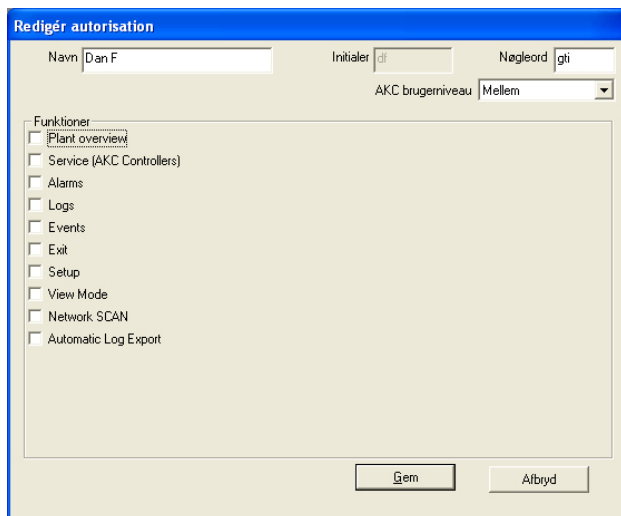 Redigér autorisation
Navn Dan F Initialer df Nøgleord gti
AKC brugerniveau Mellem
Funktioner
Plant overview
Service (AKC Controllers)
Alarms
Logs
Events
Exit
Setup
View Mode
Network SCAN
Automatic Log Export
Gem Afbryd